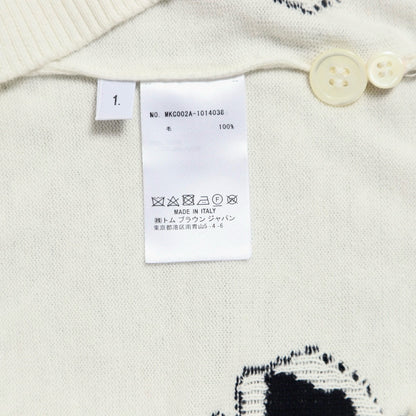 1.
NO. MKC002A-1014036
毛 100%
MADE IN ITALY
㈱トム ブラウン ジャパン
東京都港区南青山5-4-6